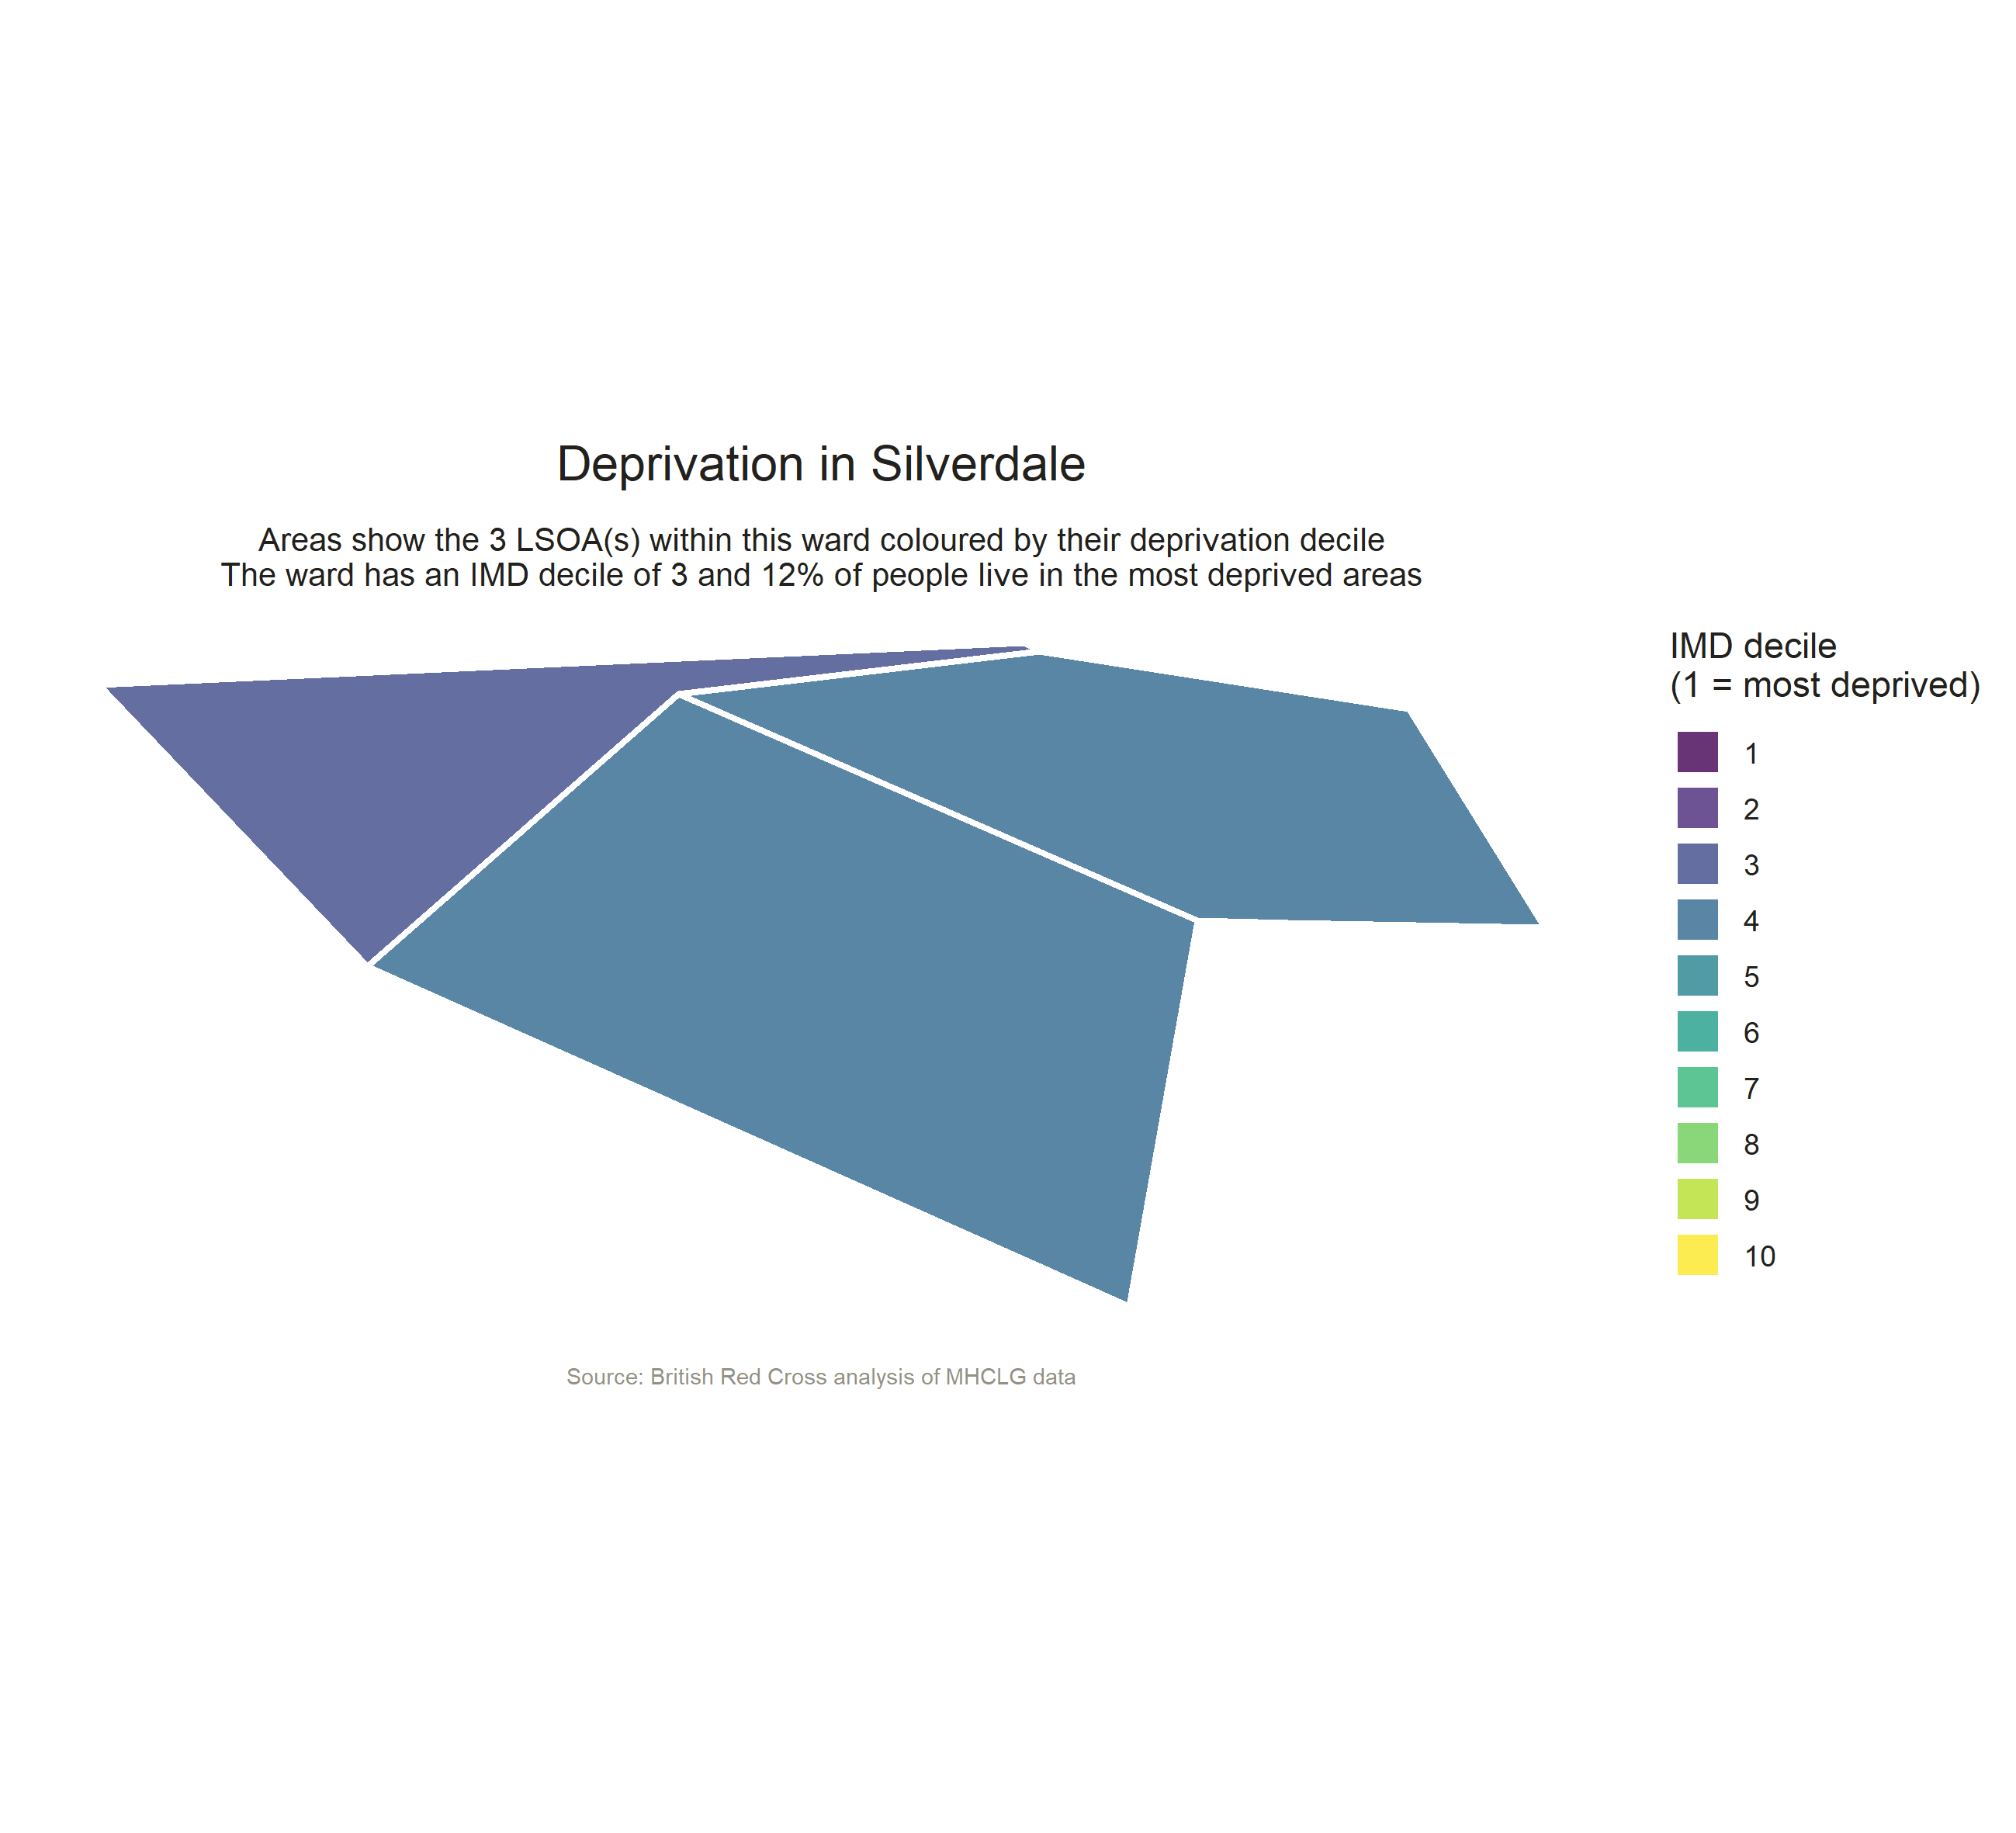 Deprivation in Silverdale
Areas show the 3 LSOA(s) within this ward coloured by their deprivation decile
The ward has an IMD decile of 3 and 12% of people live in the most deprived areas
IMD decile
(1 = most deprived)
1
2
3
4
5
6
7
8
9
10
Source: British Red Cross analysis of MHCLG data